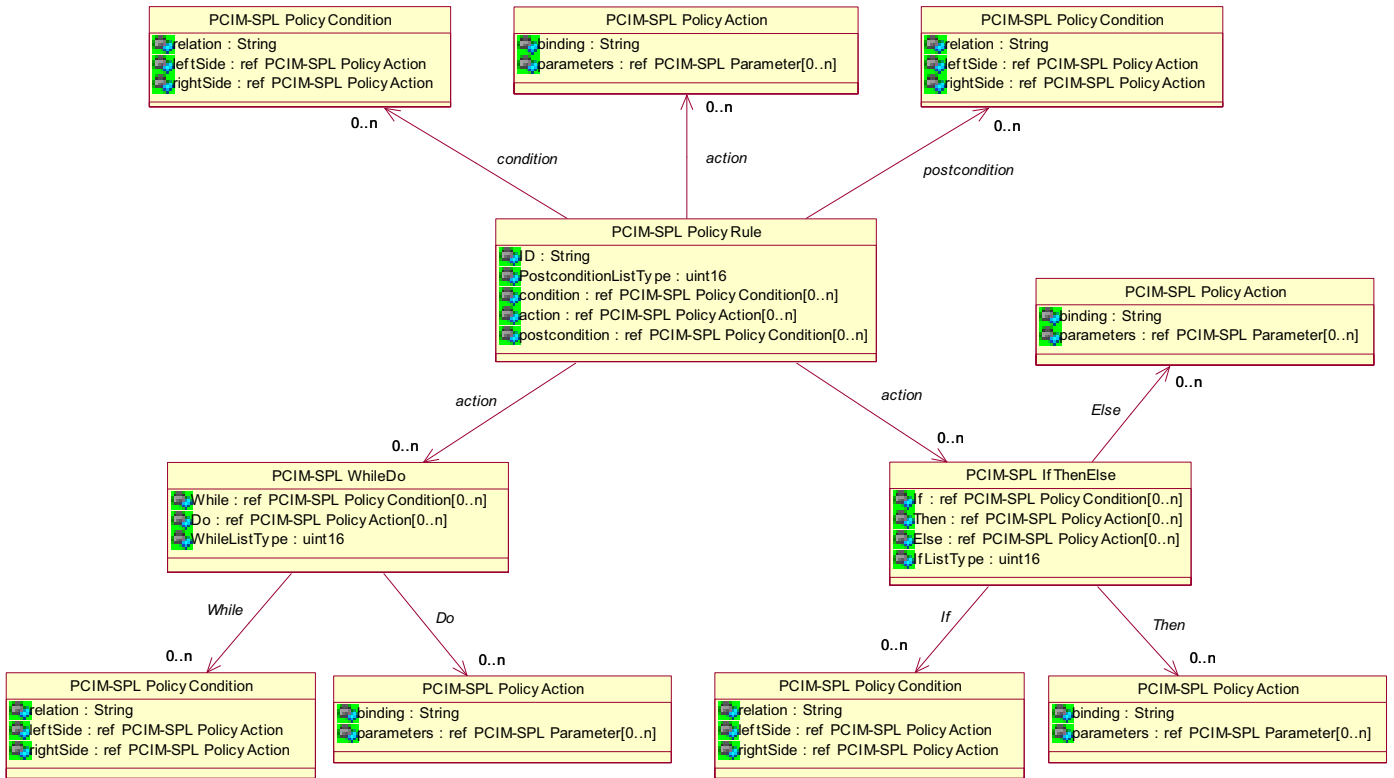 PCIM-SPL Policy Condition
relation : String
leftSide : ref PCIM-SPL Policy Action
rightSide : ref PCIM-SPL Policy Action
PCIM-SPL Policy Action
binding : String
parameters : ref PCIM-SPL Parameter[0..n]
PCIM-SPL Policy Condition
relation : String
leftSide : ref PCIM-SPL Policy Action
rightSide : ref PCIM-SPL Policy Action
0..n
0..n
0..n
condition
action
postcondition
PCIM-SPL Policy Rule
ID : String
PostconditionListType : uint16
condition : ref PCIM-SPL Policy Condition[0..n]
action : ref PCIM-SPL Policy Action[0..n]
postcondition : ref PCIM-SPL Policy Condition[0..n]
PCIM-SPL Policy Action
binding : String
parameters : ref PCIM-SPL Parameter[0..n]
0..n
action
action
Else
0..n
0..n
PCIM-SPL WhileDo
While : ref PCIM-SPL Policy Condition[0..n]
Do : ref PCIM-SPL Policy Action[0..n]
WhileListType : uint16
PCIM-SPL IfThenElse
If : ref PCIM-SPL Policy Condition[0..n]
Then : ref PCIM-SPL Policy Action[0..n]
Else : ref PCIM-SPL Policy Action[0..n]
IfListType : uint16
While
Do
If
Then
0..n
0..n
0..n
0..n
PCIM-SPL Policy Condition
relation : String
leftSide : ref PCIM-SPL Policy Action
rightSide : ref PCIM-SPL Policy Action
PCIM-SPL Policy Action
binding : String
parameters : ref PCIM-SPL Parameter[0..n]
PCIM-SPL Policy Condition
relation : String
leftSide : ref PCIM-SPL Policy Action
rightSide : ref PCIM-SPL Policy Action
PCIM-SPL Policy Action
binding : String
parameters : ref PCIM-SPL Parameter[0..n]